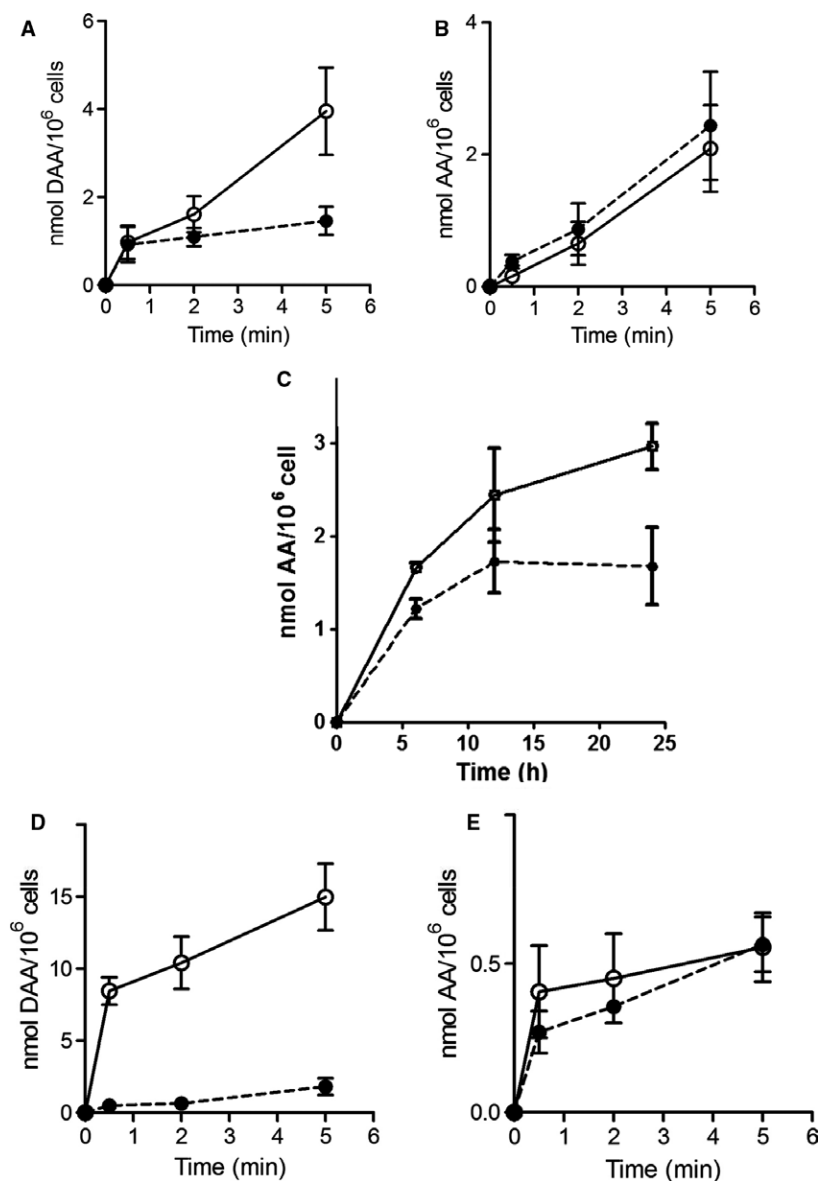 A
nmol DAA/10⁶ cells
6
4
2
0
0 1 2 3 4 5 6
Time (min)
B
nmol AA/10⁶ cells
4
2
0
0 1 2 3 4 5 6
Time (min)
C
nmol AA/10⁶ cell
3
2
1
0
0 5 10 15 20 25
Time (h)
D
nmol DAA/10⁶ cells
15
10
5
0
0 1 2 3 4 5 6
Time (min)
E
nmol AA/10⁶ cells
0.5
0.0
0 1 2 3 4 5 6
Time (min)